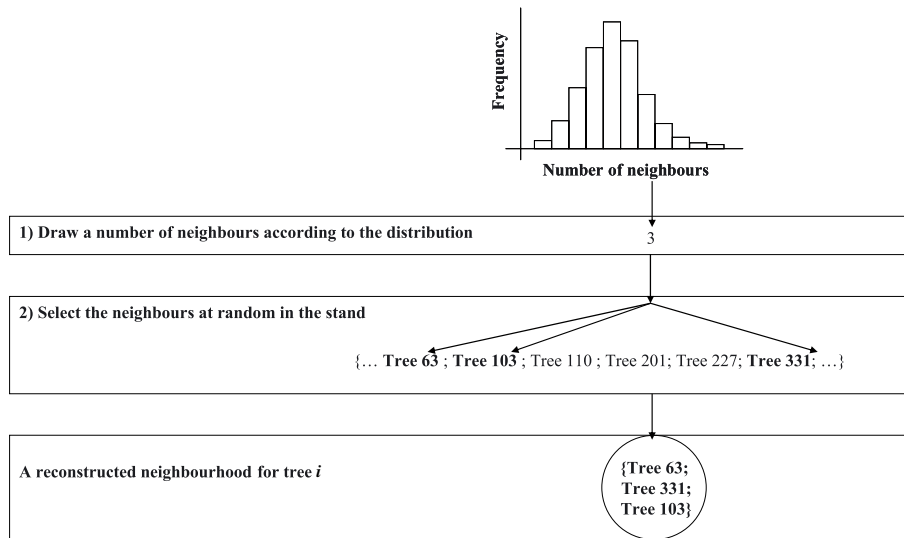 Frequency
Number of neighbours
1) Draw a number of neighbours according to the distribution
3
2) Select the neighbours at random in the stand
{... Tree 63 ; Tree 103 ; Tree 110 ; Tree 201; Tree 227; Tree 331; ...}
A reconstructed neighbourhood for tree i
{Tree 63;
Tree 331;
Tree 103}